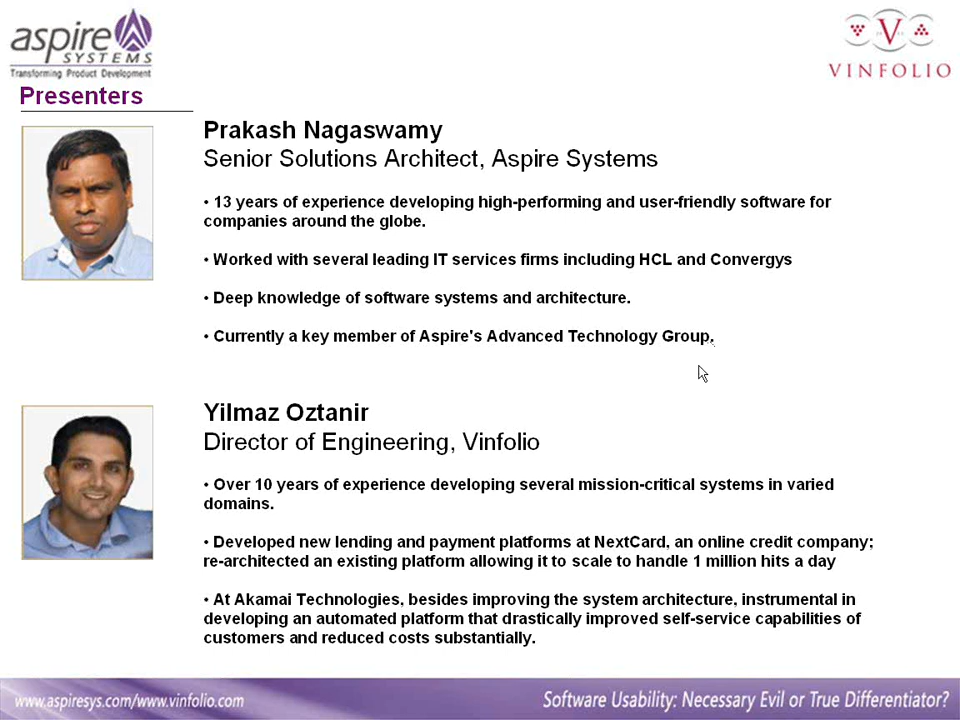 aspire
SYSTEMS
Transforming Product Development
V
VINFOLIO
Presenters
Prakash Nagaswamy
Senior Solutions Architect, Aspire Systems
• 13 years of experience developing high-performing and user-friendly software for
companies around the globe.
• Worked with several leading IT services firms including HCL and Convergys
• Deep knowledge of software systems and architecture.
• Currently a key member of Aspire's Advanced Technology Group.
Yilmaz Oztanir
Director of Engineering, Vinfolio
• Over 10 years of experience developing several mission-critical systems in varied
domains.
• Developed new lending and payment platforms at NextCard, an online credit company;
re-architected an existing platform allowing it to scale to handle 1 million hits a day
• At Akamai Technologies, besides improving the system architecture, instrumental in
developing an automated platform that drastically improved self-service capabilities of
customers and reduced costs substantially.
www.aspiresys.com/www.vinfolio.com
Software Usability: Necessary Evil or True Differentiator?